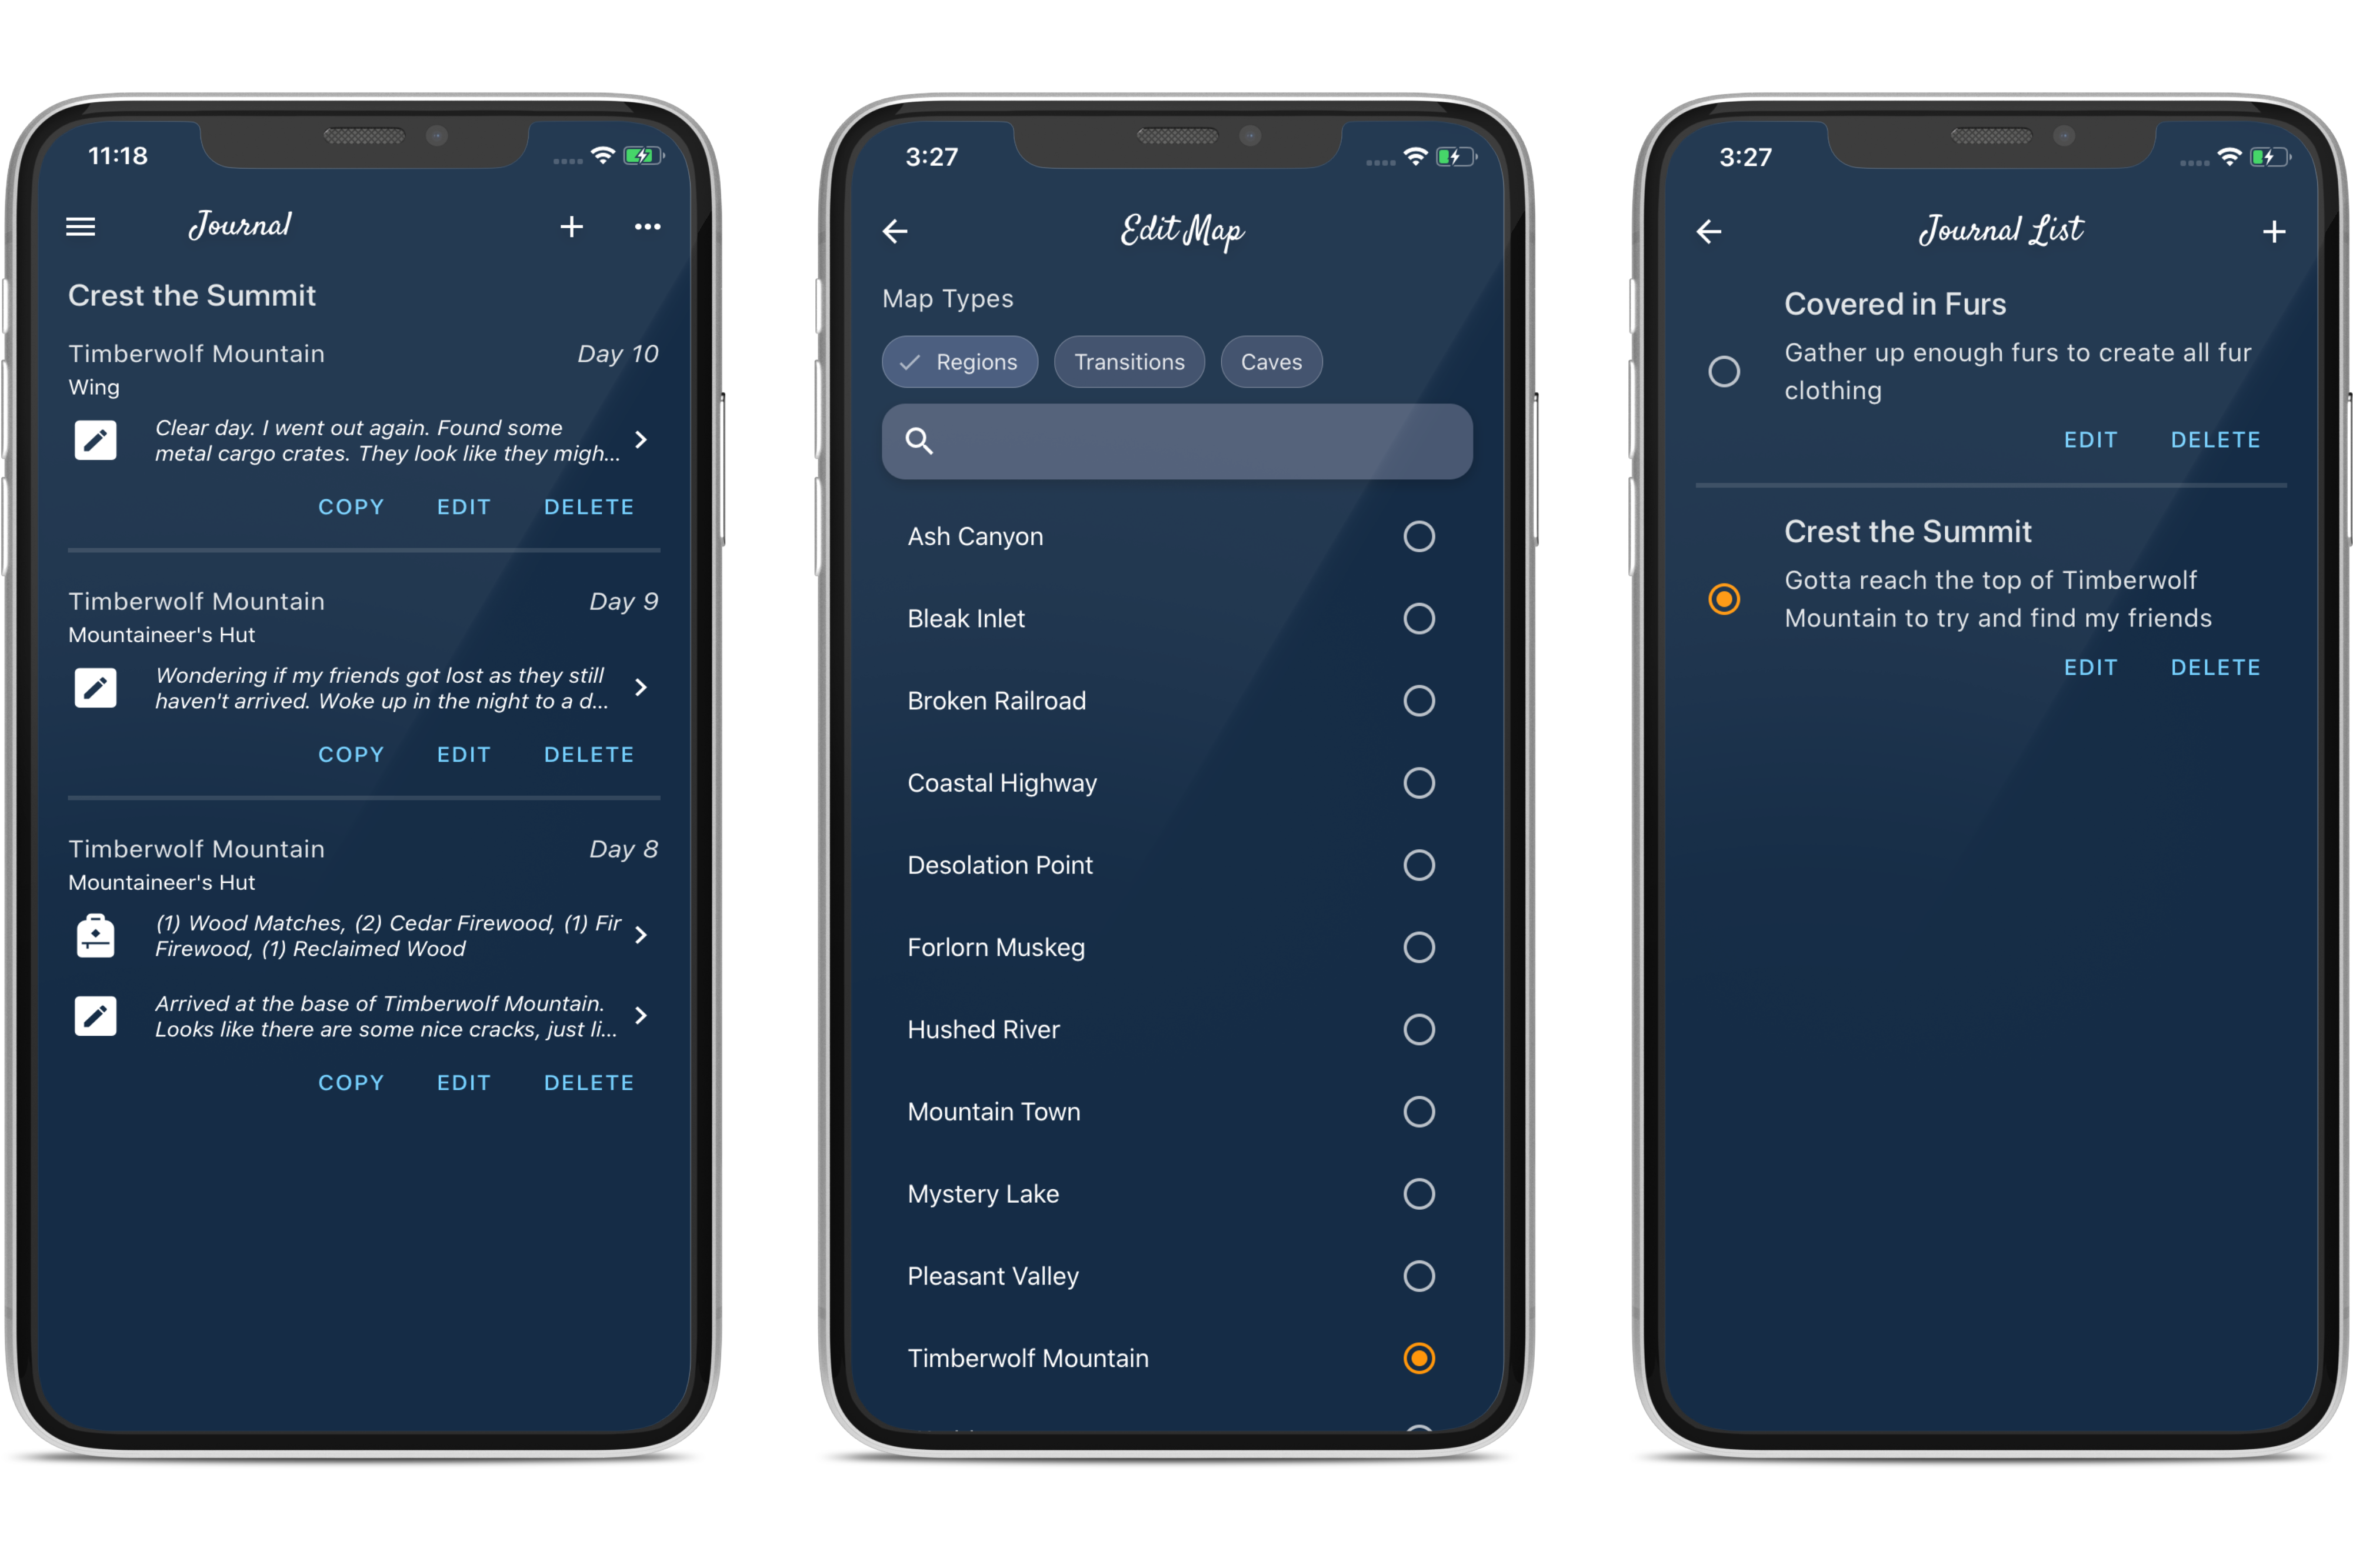 11:18
Journal
Crest the Summit
Timberwolf Mountain Day 10
Wing
Clear day. I went out again. Found some
metal cargo crates. They look like they migh...
COPY EDIT DELETE
Timberwolf Mountain Day 9
Mountaineer's Hut
Wondering if my friends got lost as they still
haven't arrived. Woke up in the night to a d...
COPY EDIT DELETE
Timberwolf Mountain Day 8
Mountaineer's Hut
(1) Wood Matches, (2) Cedar Firewood, (1) Fir
Firewood, (1) Reclaimed Wood
Arrived at the base of Timberwolf Mountain.
Looks like there are some nice cracks, just li...
COPY EDIT DELETE
3:27
Edit Map
Map Types
Regions Transitions Caves
Ash Canyon
Bleak Inlet
Broken Railroad
Coastal Highway
Desolation Point
Forlorn Muskeg
Hushed River
Mountain Town
Mystery Lake
Pleasant Valley
Timberwolf Mountain
3:27
Journal List
Covered in Furs
Gather up enough furs to create all fur
clothing
EDIT DELETE
Crest the Summit
Gotta reach the top of Timberwolf
Mountain to try and find my friends
EDIT DELETE